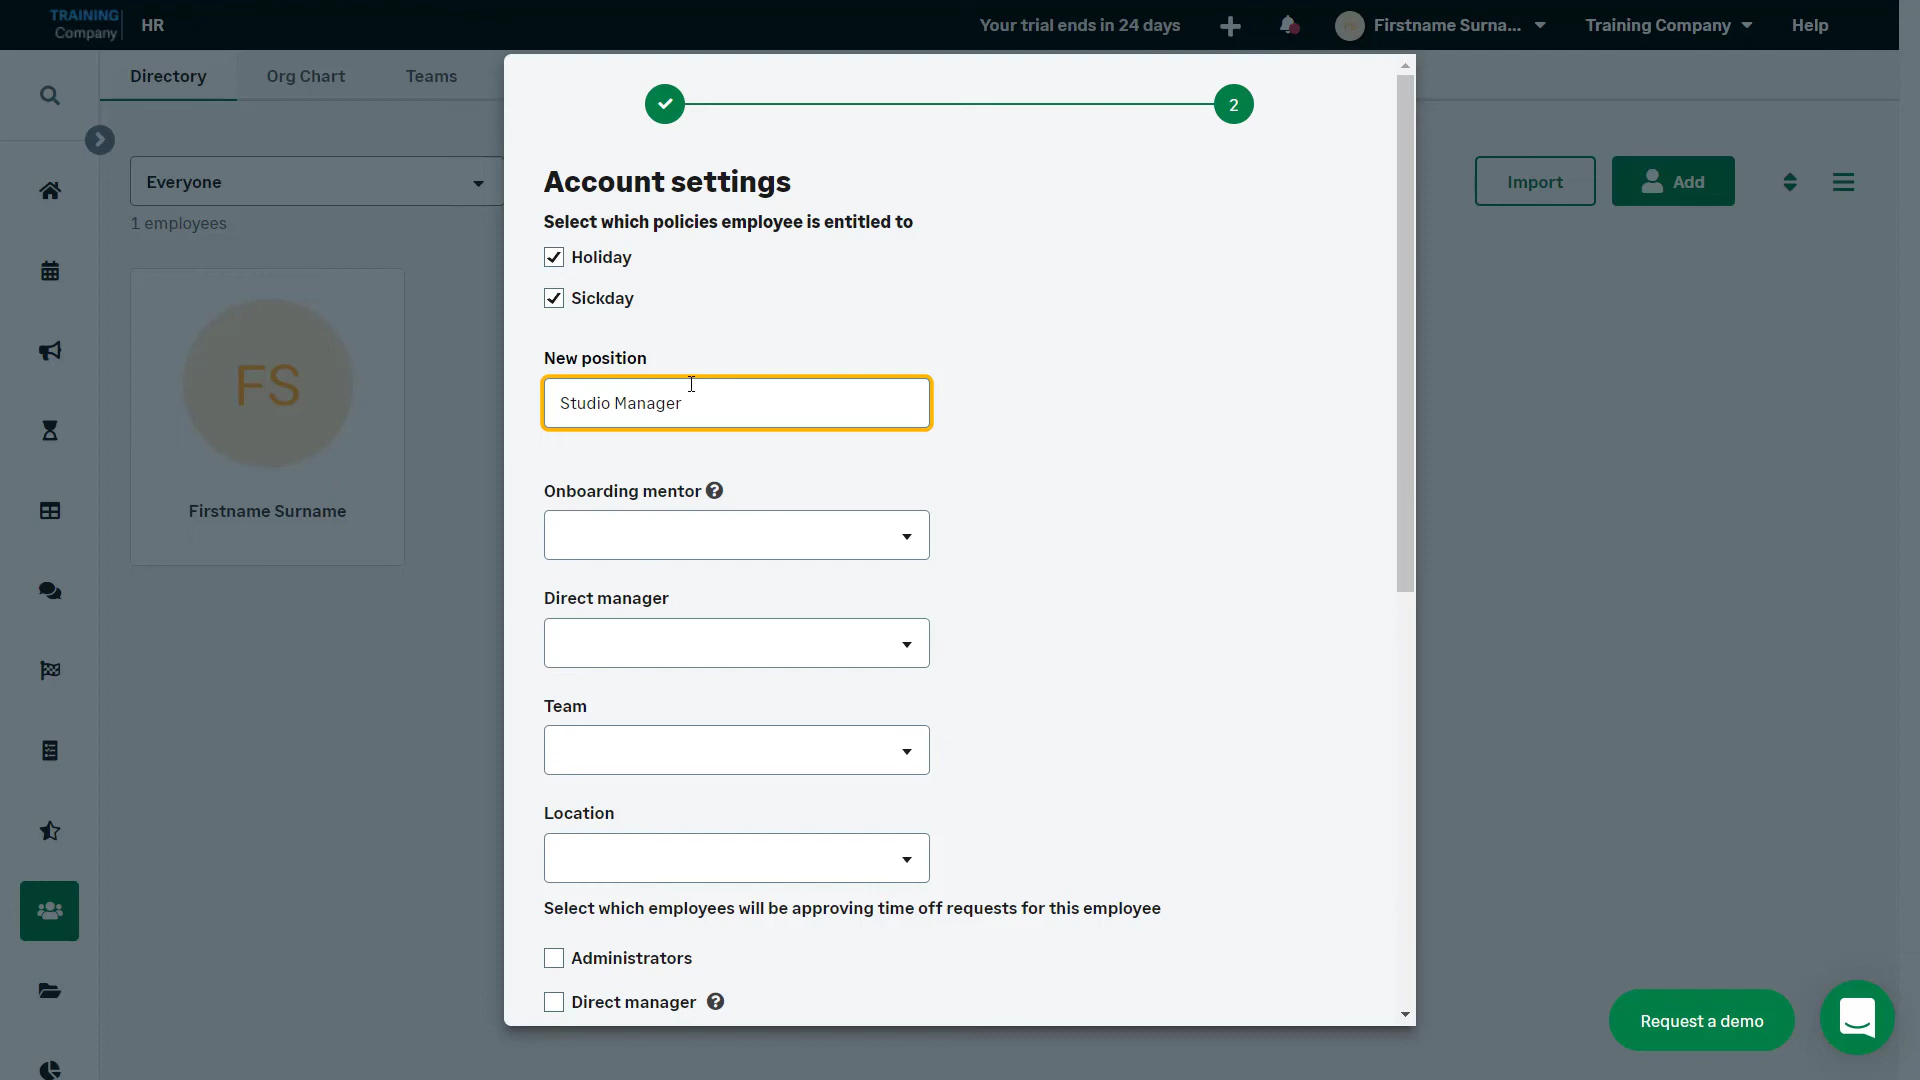 TRAINING
Company
HR
Your trial ends in 24 days
Firstname Surna...
Training Company
Help
Directory
Org Chart
Teams
2
Everyone
Import
Add
1 employees
Account settings
Select which policies employee is entitled to
Holiday
Sickday
New position
Studio Manager
FS
Firstname Surname
Onboarding mentor ?
Direct manager
Team
Location
Select which employees will be approving time off requests for this employee
Administrators
Direct manager ?
Request a demo